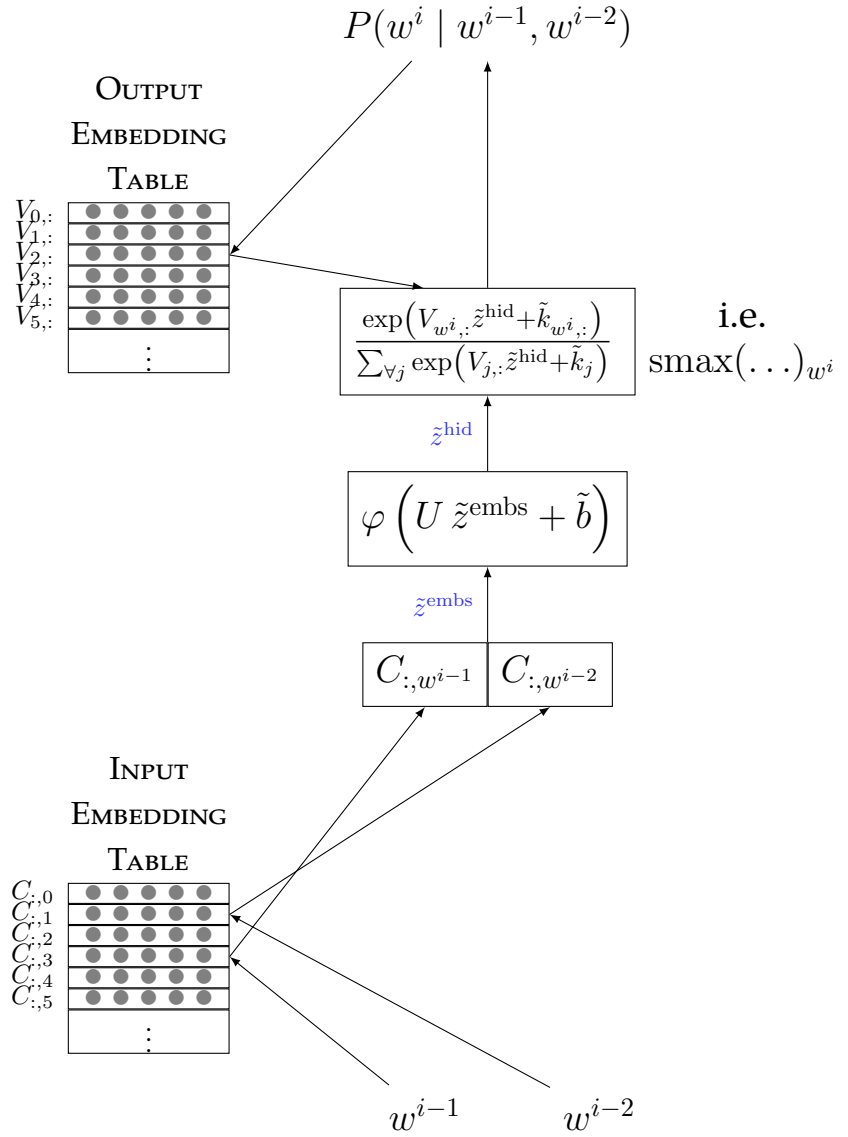 P(w^i | w^{i-1}, w^{i-2})
OUTPUT
EMBEDDING
TABLE
V_{0,:}
V_{1,:}
V_{2,:}
V_{3,:}
V_{4,:}
V_{5,:}
⋮
exp(V_{w^i,:} z̃^{hid} + k̃_{w^i,:})
∑_{∀j} exp(V_{j,:} z̃^{hid} + k̃_j)
i.e.
smax(...)_{w^i}
z̃^{hid}
φ(U z̃^{embs} + b̃)
z̃^{embs}
C_{:,w^{i-1}} C_{:,w^{i-2}}
INPUT
EMBEDDING
TABLE
C_{:,0}
C_{:,1}
C_{:,2}
C_{:,3}
C_{:,4}
C_{:,5}
⋮
w^{i-1} w^{i-2}